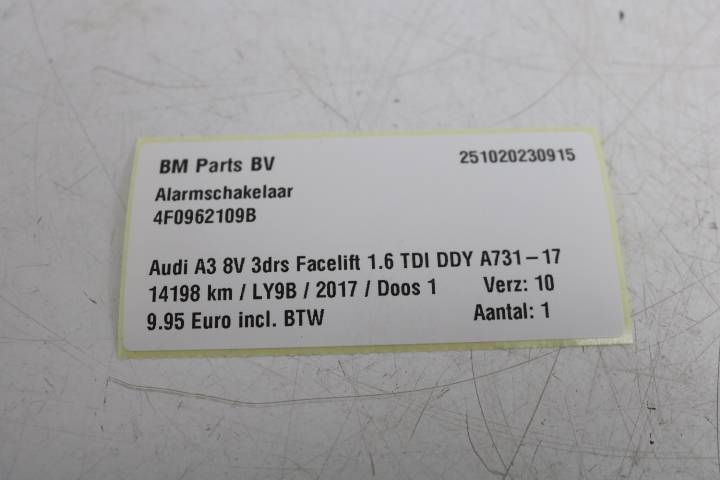 BM Parts BV 251020230915
Alarmschakelaar
4F0962109B
Audi A3 8V 3drs Facelift 1.6 TDI DDY A731-17
14198 km / LY9B / 2017 / Doos 1 Verz: 10
9.95 Euro incl. BTW Aantal: 1